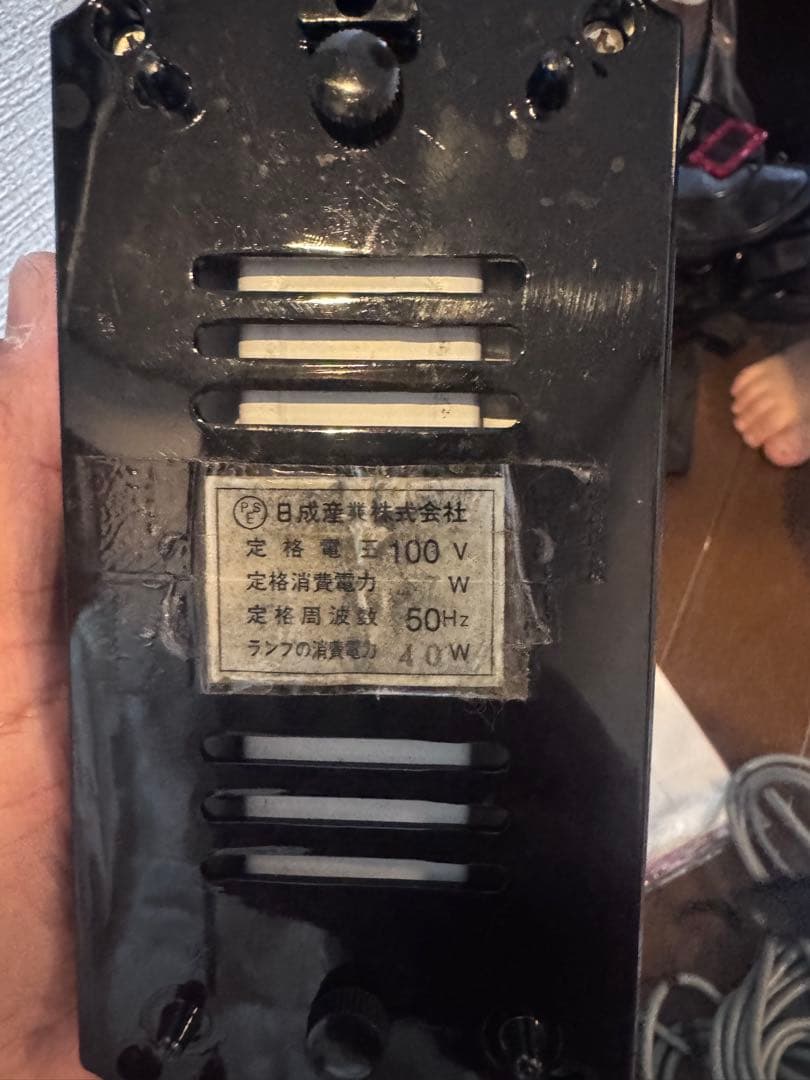 PSE 日成産業株式会社
定格電圧 100 V
定格消費電力 W
定格周波数 50Hz
ランプの消費電力 40W